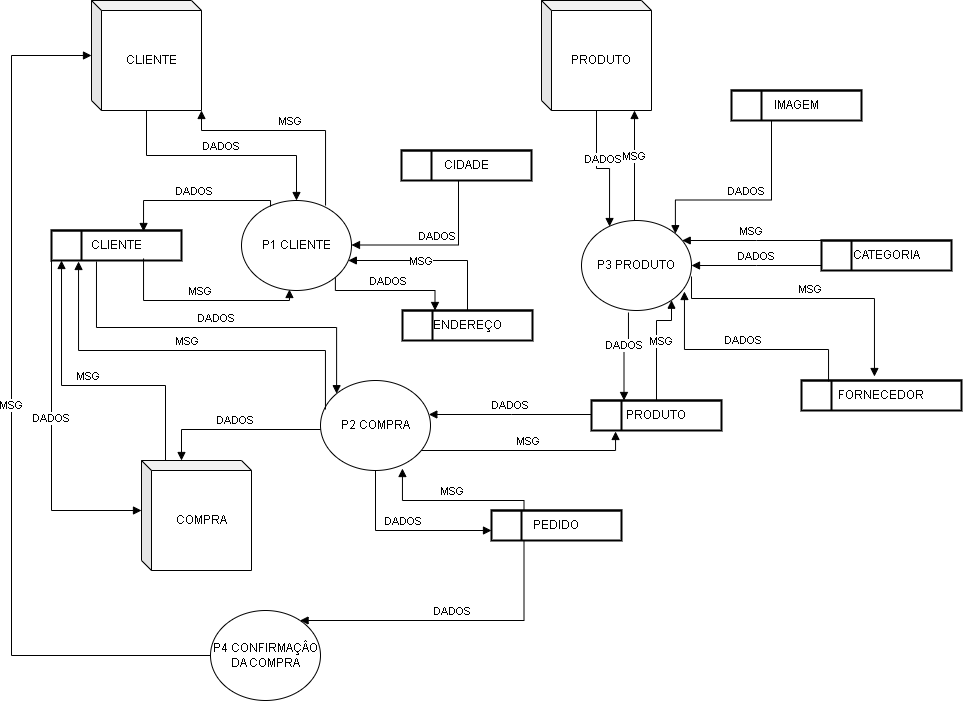 CLIENTE
PRODUTO
IMAGEM
MSG
DADOS
CIDADE
DADOS
MSG
DADOS
DADOS
P1 CLIENTE
CLIENTE
DADOS
MSG
DADOS
MSG
ENDEREÇO
P3 PRODUTO
MSG
DADOS
CATEGORIA
MSG
DADOS
MSG
DADOS
MSG
DADOS
FORNECEDOR
MSG
MSG
DADOS
P2 COMPRA
DADOS
DADOS
PRODUTO
MSG
COMPRA
MSG
DADOS
PEDIDO
DADOS
P4 CONFIRMAÇÂO
DA COMPRA